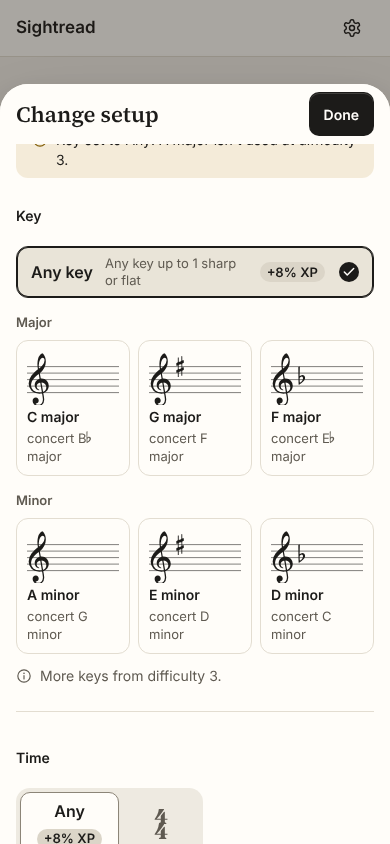 Sightread
Change setup
Done
3.
Key
Any key
Any key up to 1 sharp
or flat
+8% XP
Major
C major
concert B♭
major
G major
concert F
major
F major
concert E♭
major
Minor
A minor
concert G
minor
E minor
concert D
minor
D minor
concert C
minor
More keys from difficulty 3.
Time
Any
+8% XP
4
4